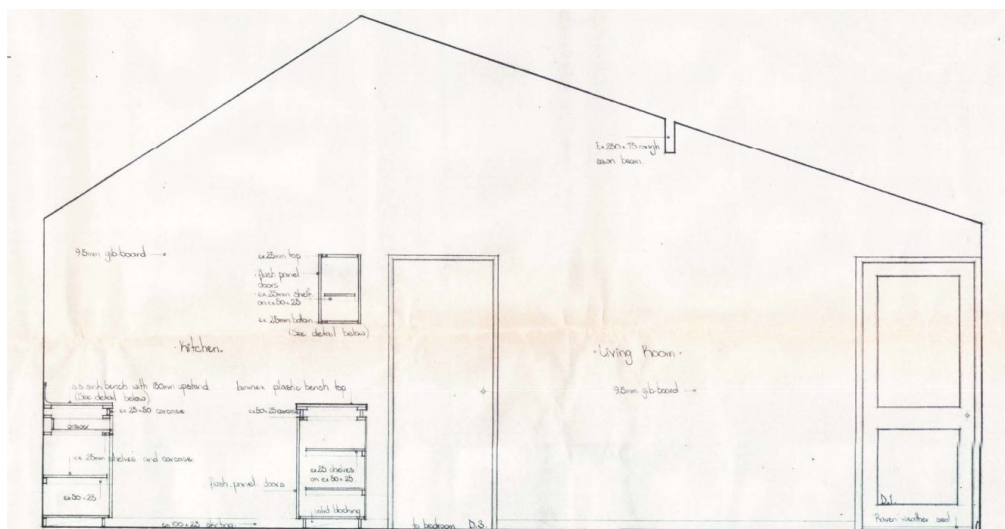 Ex 250 x 75 rough
sawn beam
9.5mm gib-board
ex 25mm top
flush panel
doors
ex 25mm shelf
on ex 50 x 25
ex 25mm bottom
(See detail below)
· Kitchen ·
· Living Room ·
s.s. sinh bench with 150mm upstand
(See detail below)
ex 25 x 50 carcase
drawer
ex 25mm shelves and carcase
ex 50 x 25
laminex plastic bench top
ex 50 x 25 carcase
ex 25 shelves
on ex 50 x 25
flush panel doors
solid blocking
ex 100 x 25 skirting
to bedroom D.3.
9.5mm gib-board
D.1.
Raven weather seal